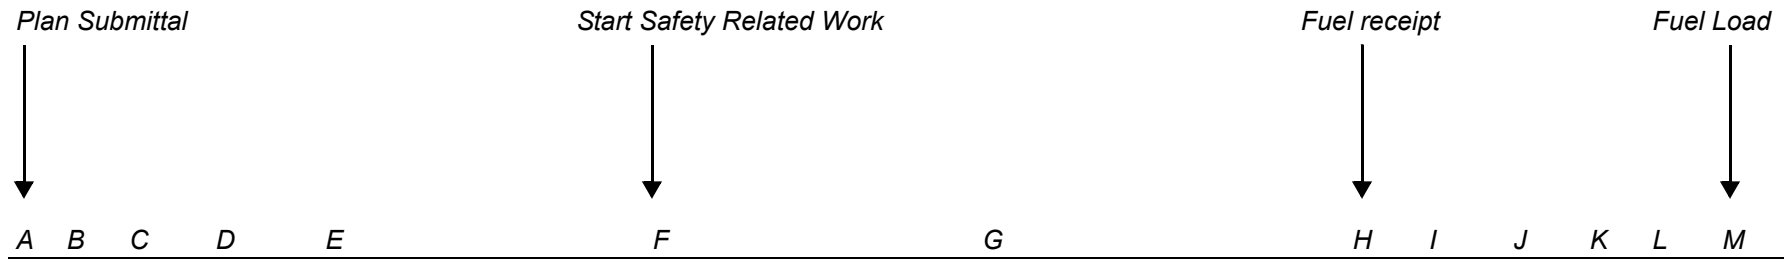 Plan Submittal Start Safety Related Work Fuel receipt Fuel Load
A B C D E F G H I J K L M